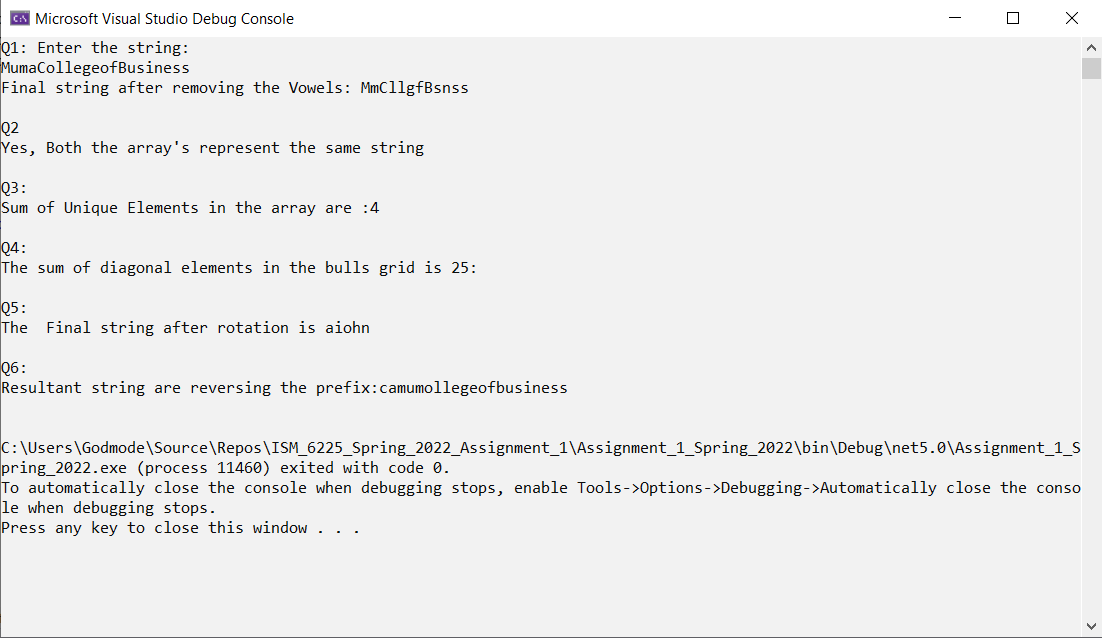 Microsoft Visual Studio Debug Console
Q1: Enter the string:
MumaCollegeofBusiness
Final string after removing the Vowels: MmCllgfBsnss
Q2
Yes, Both the array's represent the same string
Q3:
Sum of Unique Elements in the array are :4
Q4:
The sum of diagonal elements in the bulls grid is 25:
Q5:
The  Final string after rotation is aiohn
Q6:
Resultant string are reversing the prefix:camumollegeofbusiness
C:\Users\Godmode\Source\Repos\ISM_6225_Spring_2022_Assignment_1\Assignment_1_Spring_2022\bin\Debug\net5.0\Assignment_1_S
pring_2022.exe (process 11460) exited with code 0.
To automatically close the console when debugging stops, enable Tools->Options->Debugging->Automatically close the conso
le when debugging stops.
Press any key to close this window . . .